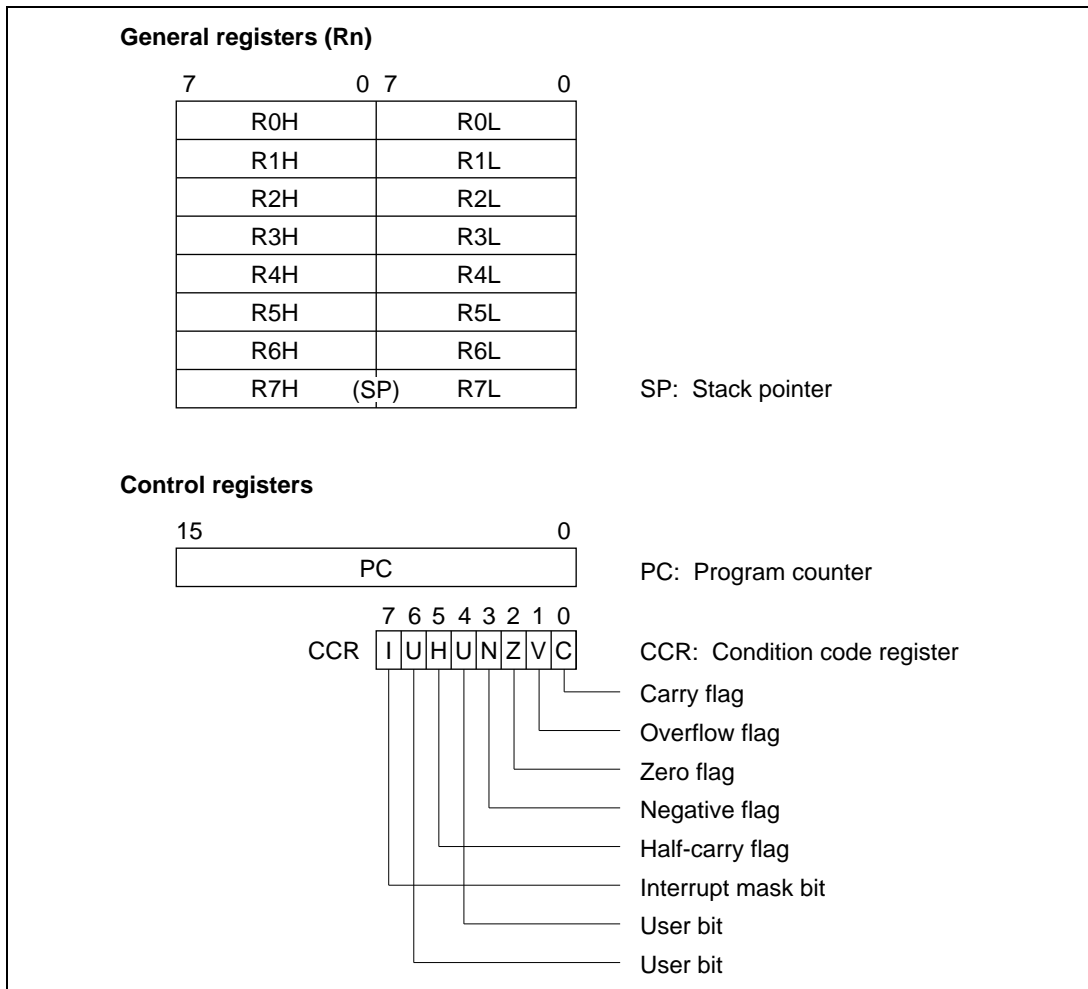 General registers (Rn)
7 0 7 0
R0H R0L
R1H R1L
R2H R2L
R3H R3L
R4H R4L
R5H R5L
R6H R6L
R7H (SP) R7L SP: Stack pointer
Control registers
15 0
PC PC: Program counter
7 6 5 4 3 2 1 0
CCR I U H U N Z V C CCR: Condition code register
Carry flag
Overflow flag
Zero flag
Negative flag
Half-carry flag
Interrupt mask bit
User bit
User bit